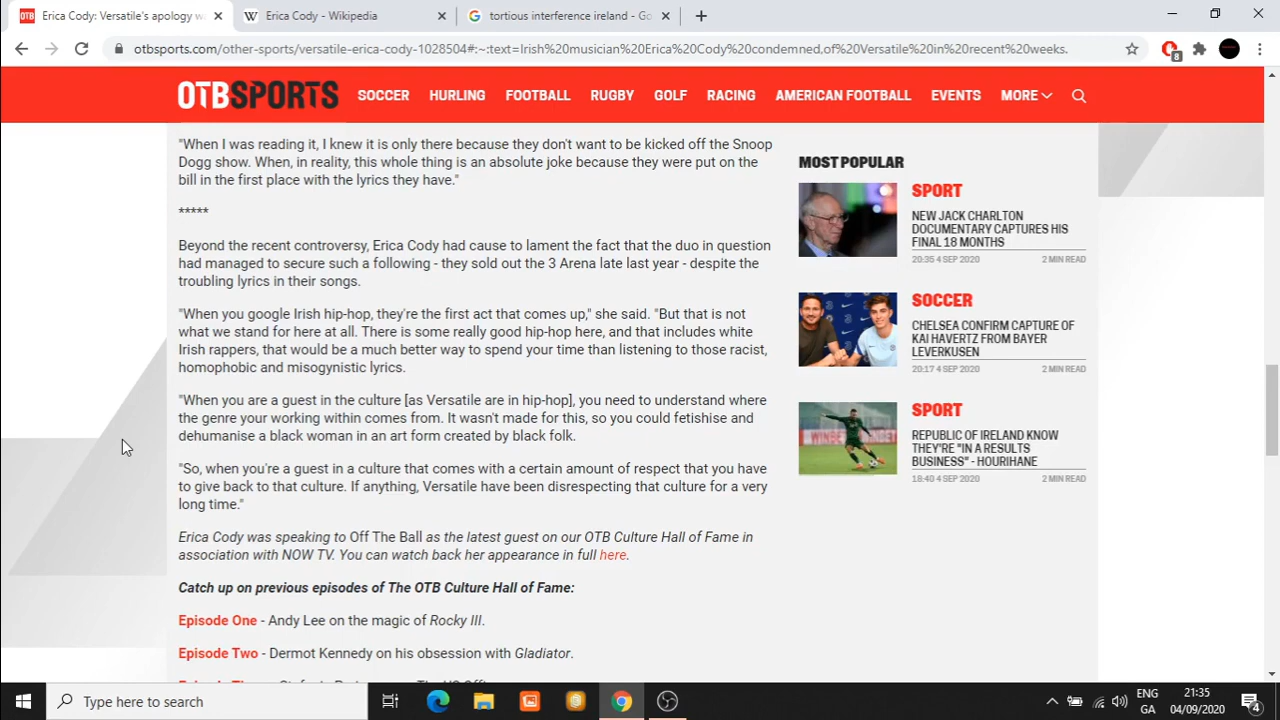 Erica Cody: Versatile's apology w
Erica Cody - Wikipedia
tortious interference ireland - Go
otbsports.com/other-sports/versatile-erica-cody-1028504#:~:text=Irish%20musician%20Erica%20Cody%20condemned,of%20Versatile%20in%20recent%20weeks.
8
OTBSPORTS
SOCCER
HURLING
FOOTBALL
RUGBY
GOLF
RACING
AMERICAN FOOTBALL
EVENTS
MORE
"When I was reading it, I knew it is only there because they don't want to be kicked off the Snoop
Dogg show. When, in reality, this whole thing is an absolute joke because they were put on the
bill in the first place with the lyrics they have."
*****
Beyond the recent controversy, Erica Cody had cause to lament the fact that the duo in question
had managed to secure such a following - they sold out the 3 Arena late last year - despite the
troubling lyrics in their songs.
"When you google Irish hip-hop, they're the first act that comes up," she said. "But that is not
what we stand for here at all. There is some really good hip-hop here, and that includes white
Irish rappers, that would be a much better way to spend your time than listening to those racist,
homophobic and misogynistic lyrics.
"When you are a guest in the culture [as Versatile are in hip-hop], you need to understand where
the genre your working within comes from. It wasn't made for this, so you could fetishise and
dehumanise a black woman in an art form created by black folk.
"So, when you're a guest in a culture that comes with a certain amount of respect that you have
to give back to that culture. If anything, Versatile have been disrespecting that culture for a very
long time."
Erica Cody was speaking to Off The Ball as the latest guest on our OTB Culture Hall of Fame in
association with NOW TV. You can watch back her appearance in full here.
Catch up on previous episodes of The OTB Culture Hall of Fame:
Episode One - Andy Lee on the magic of Rocky III.
Episode Two - Dermot Kennedy on his obsession with Gladiator.
MOST POPULAR
SPORT
NEW JACK CHARLTON
DOCUMENTARY CAPTURES HIS
FINAL 18 MONTHS
20:35 4 SEP 2020
2 MIN READ
SOCCER
CHELSEA CONFIRM CAPTURE OF
KAI HAVERTZ FROM BAYER
LEVERKUSEN
20:17 4 SEP 2020
2 MIN READ
SPORT
REPUBLIC OF IRELAND KNOW
THEY'RE "IN A RESULTS
BUSINESS" - HOURIHANE
18:40 4 SEP 2020
2 MIN READ
Type here to search
ENG
GA
21:35
04/09/2020
4